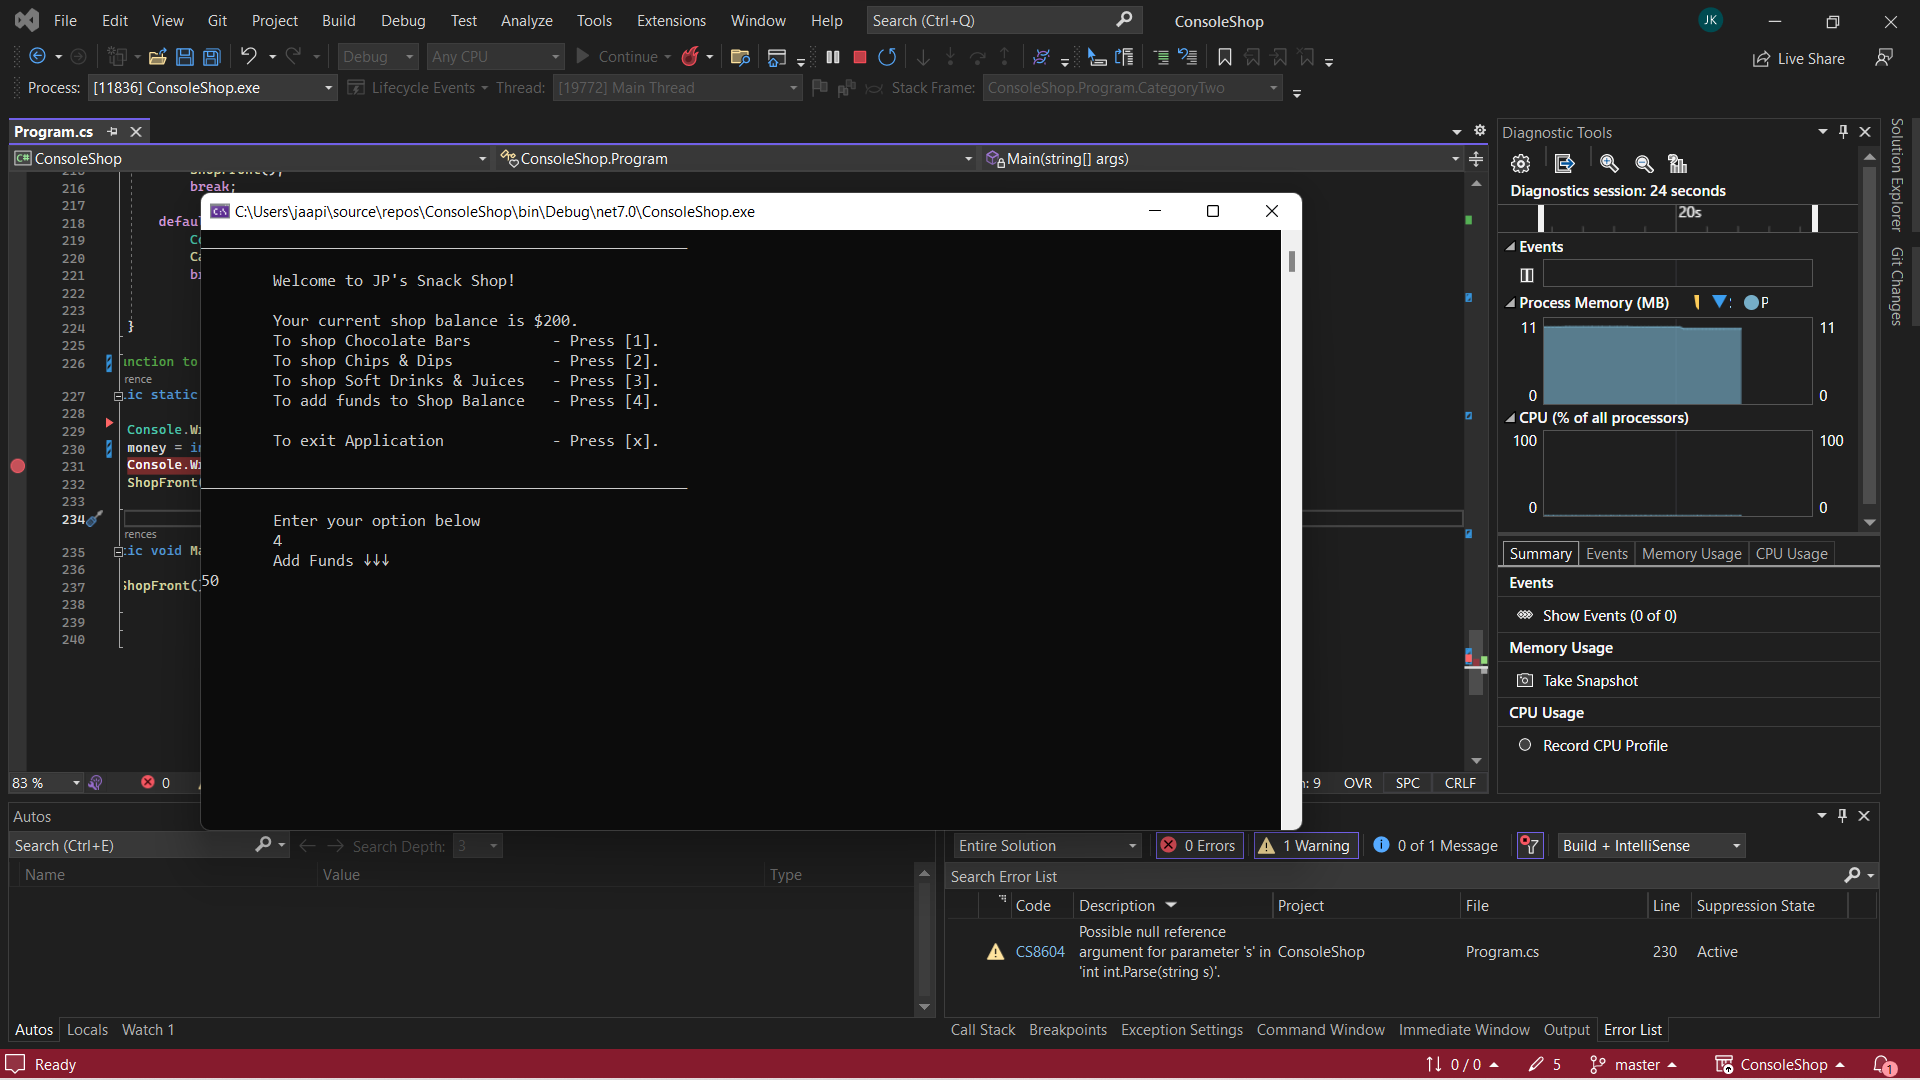 File Edit View Git Project Build Debug Test Analyze Tools Extensions Window Help Search (Ctrl+Q) ConsoleShop JK
Debug Any CPU Continue Live Share
Process: [11836] ConsoleShop.exe Lifecycle Events Thread: [19772] Main Thread Stack Frame: ConsoleShop.Program.CategoryTwo
Program.cs
C# ConsoleShop ConsoleShop.Program Main(string[] args)
216 break;
217
218 defau
219 Co
220 Ca
221 b
222
223
224 }
225
226 nction to
rence
227 ic static
228
229 Console.W
230 money = in
231 Console.W
232 ShopFront(
233
234
rences
235 ic void Ma
236
237 ShopFront()
238
239
240
C:\Users\jaapi\source\repos\ConsoleShop\bin\Debug\net7.0\ConsoleShop.exe
Welcome to JP's Snack Shop!
Your current shop balance is $200.
To shop Chocolate Bars - Press [1].
To shop Chips & Dips - Press [2].
To shop Soft Drinks & Juices - Press [3].
To add funds to Shop Balance - Press [4].
To exit Application - Press [x].
Enter your option below
4
Add Funds ↓↓↓
50
83 % 0 : 9 OVR SPC CRLF
Diagnostic Tools
Diagnostics session: 24 seconds
20s
Events
Process Memory (MB) P
11 11
0 0
CPU (% of all processors)
100 100
0 0
Summary Events Memory Usage CPU Usage
Events
Show Events (0 of 0)
Memory Usage
Take Snapshot
CPU Usage
Record CPU Profile
Solution Explorer
Git Changes
Autos
Search (Ctrl+E) Search Depth: 3
Name Value Type
Autos Locals Watch 1
Entire Solution 0 Errors 1 Warning 0 of 1 Message Build + IntelliSense
Search Error List
Code Description Project File Line Suppression State
CS8604 Possible null reference
argument for parameter 's' in
'int int.Parse(string s)'. ConsoleShop Program.cs 230 Active
Call Stack Breakpoints Exception Settings Command Window Immediate Window Output Error List
Ready 0 / 0 5 master ConsoleShop 1